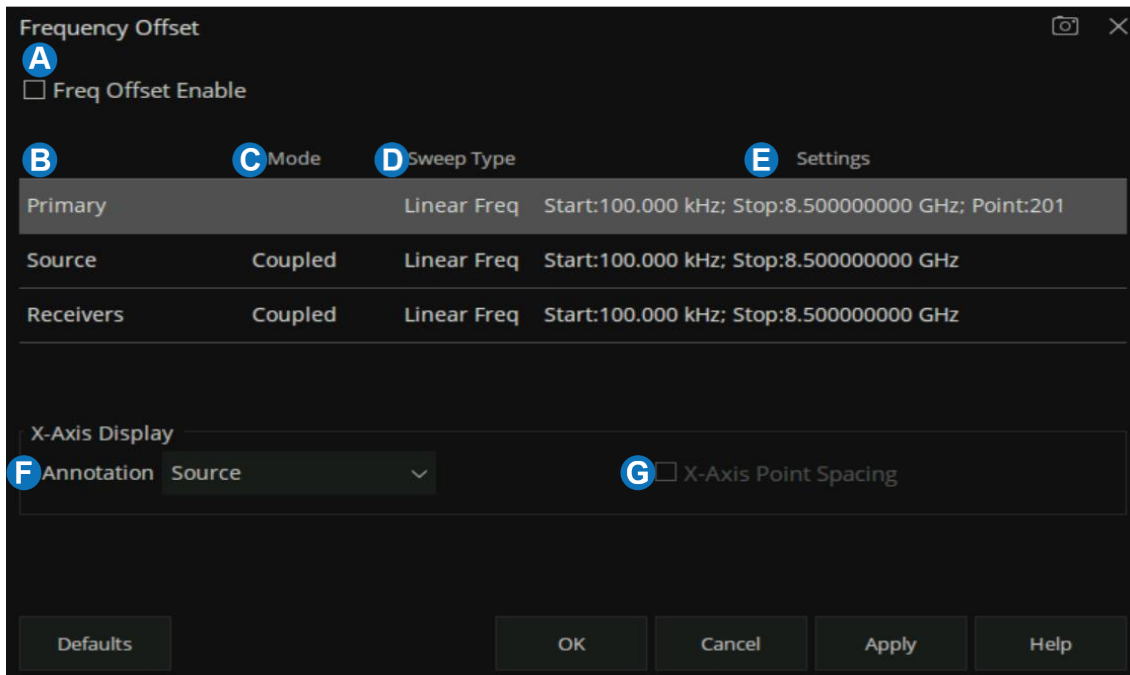 Frequency Offset
A
Freq Offset Enable
B C Mode D Sweep Type E Settings
Primary Linear Freq Start:100.000 kHz; Stop:8.500000000 GHz; Point:201
Source Coupled Linear Freq Start:100.000 kHz; Stop:8.500000000 GHz
Receivers Coupled Linear Freq Start:100.000 kHz; Stop:8.500000000 GHz
X-Axis Display
F Annotation Source G X-Axis Point Spacing
Defaults OK Cancel Apply Help